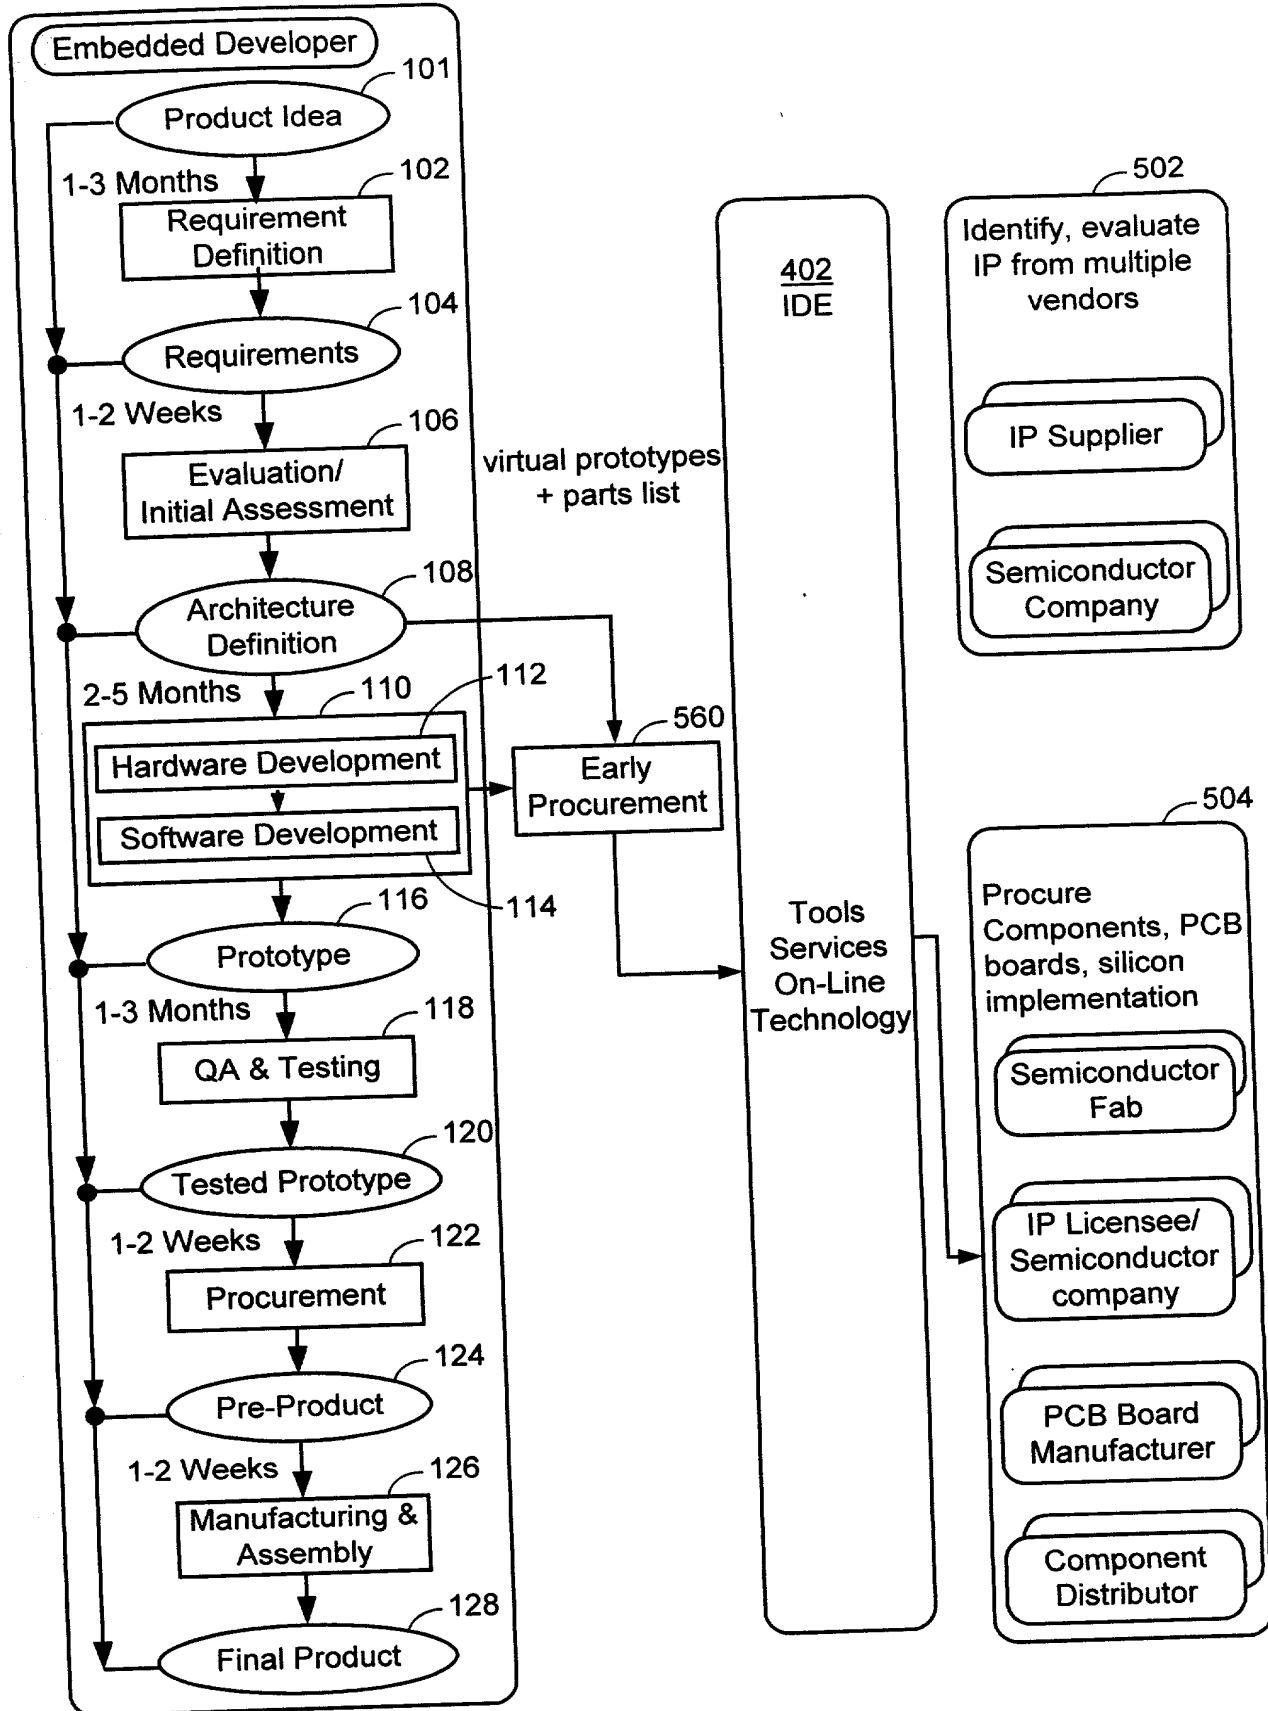 Embedded Developer
101
Product Idea
1-3 Months
102
Requirement
Definition
104
Requirements
1-2 Weeks
106
Evaluation/
Initial Assessment
108
Architecture
Definition
2-5 Months
110
112
Hardware Development
Software Development
114
116
Prototype
1-3 Months
118
QA & Testing
120
Tested Prototype
1-2 Weeks
122
Procurement
124
Pre-Product
1-2 Weeks
126
Manufacturing &
Assembly
128
Final Product
virtual prototypes
+ parts list
560
Early
Procurement
402
IDE
Tools
Services
On-Line
Technology
502
Identify, evaluate
IP from multiple
vendors
IP Supplier
Semiconductor
Company
504
Procure
Components, PCB
boards, silicon
implementation
Semiconductor
Fab
IP Licensee/
Semiconductor
company
PCB Board
Manufacturer
Component
Distributor